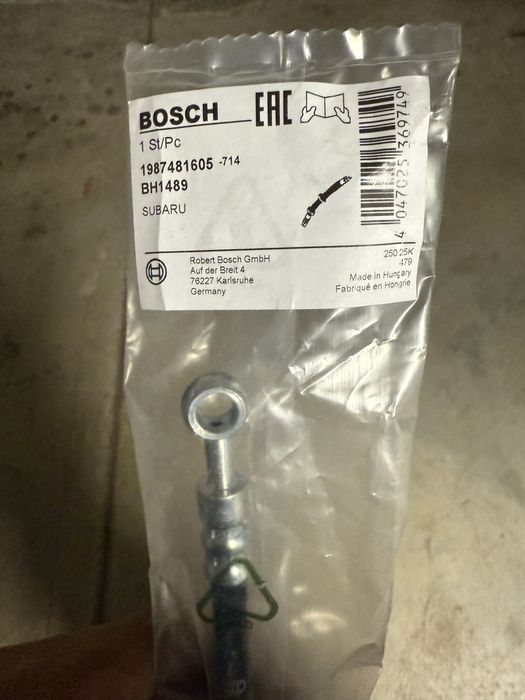 BOSCH EAC
1 St/Pc
1987481605 -714
BH1489
SUBARU
4 047025 369749
Robert Bosch GmbH
Auf der Breit 4
76227 Karlsruhe
Germany
250 25K
479
Made in Hungary
Fabriqué en Hongrie